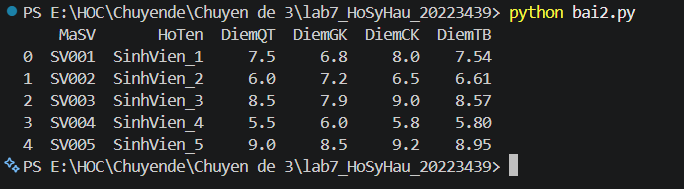 PS E:\HOC\Chuyende\Chuyen de 3\lab7_HoSyHau_20223439> python bai2.py
MaSV HoTen DiemQT DiemGK DiemCK DiemTB
0 SV001 SinhVien_1 7.5 6.8 8.0 7.54
1 SV002 SinhVien_2 6.0 7.2 6.5 6.61
2 SV003 SinhVien_3 8.5 7.9 9.0 8.57
3 SV004 SinhVien_4 5.5 6.0 5.8 5.80
4 SV005 SinhVien_5 9.0 8.5 9.2 8.95
PS E:\HOC\Chuyende\Chuyen de 3\lab7_HoSyHau_20223439>